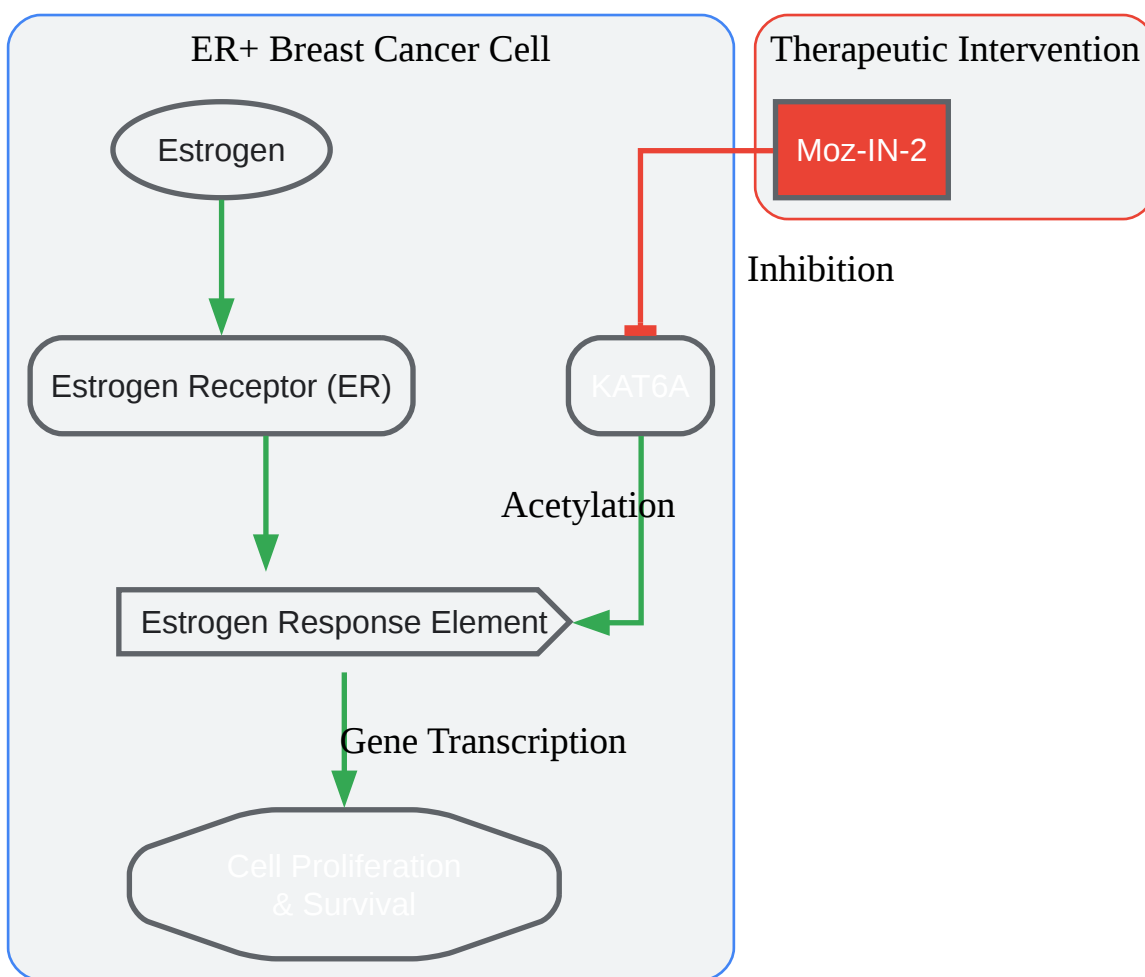 ER+ Breast Cancer Cell
Therapeutic Intervention
Estrogen
Moz-IN-2
Inhibition
Estrogen Receptor (ER)
KAT6A
Acetylation
Estrogen Response Element
Gene Transcription
Cell Proliferation
& Survival